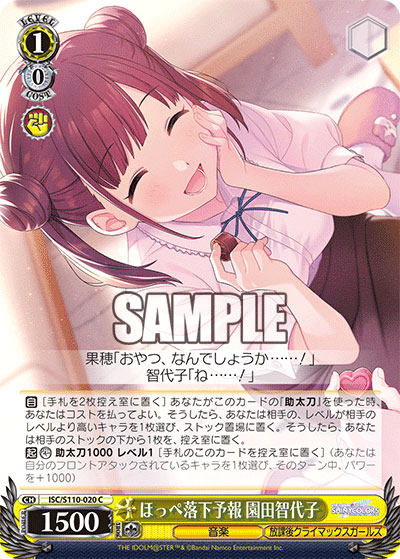 LEVEL
1
0
COST
SAMPLE
果穂「おやつ、なんでしょうか……！」
智代子「ね……！」
自 [手札を2枚控え室に置く] あなたがこのカードの『助太刀』を使った時、
あなたはコストを払ってよい。そうしたら、あなたは相手の、レベルが相手の
レベルより高いキャラを1枚選び、ストック置場に置く。そうしたら、あなたは
相手のストックの下から1枚を、控え室に置く。
起 助太刀1000 レベル1 [手札のこのカードを控え室に置く] （あなたは
自分のフロントアタックされているキャラを1枚選び、そのターン中、パワー
を＋1000）
CH ISC/S110-020 C
POWER
1500
ほっぺ落下予報 園田智代子
SHINYCOLORS
音楽
放課後クライマックスガールズ
THE IDOLM@STER™ & ©Bandai Namco Entertainment Inc.